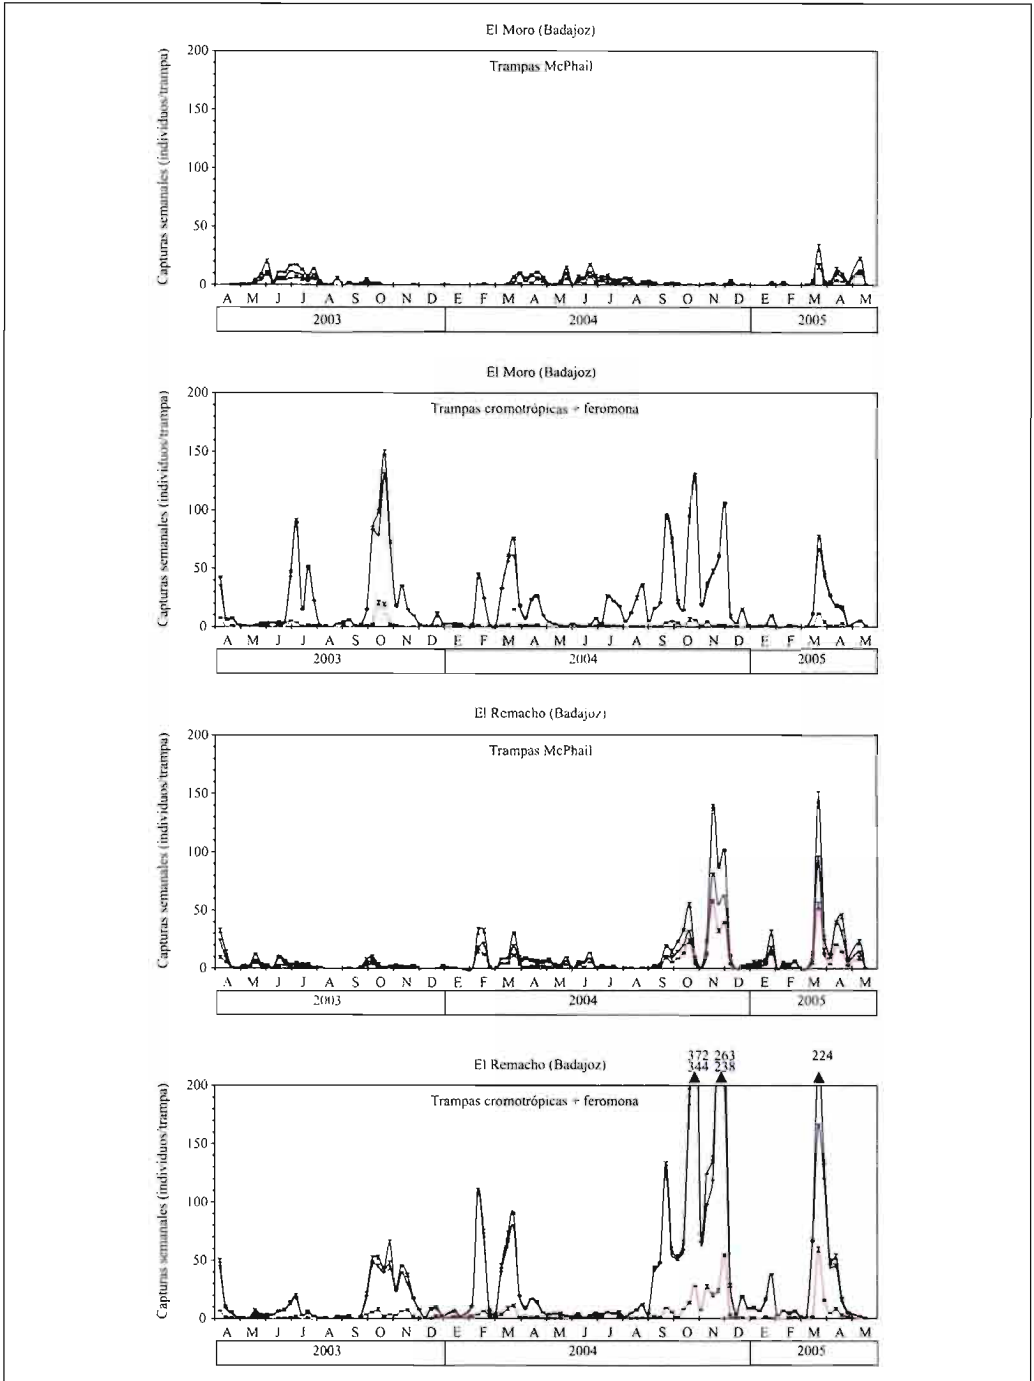 El Moro (Badajoz)
Trampas McPhail
Capturas semanales (individuos/trampa)
200
150
100
50
0
A M J J A S O N D E F M A M J J A S O N D E F M A M
2003 2004 2005
El Moro (Badajoz)
Trampas cromotrópicas + feromona
Capturas semanales (individuos/trampa)
200
150
100
50
0
A M J J A S O N D E F M A M J J A S O N D E F M A M
2003 2004 2005
El Remacho (Badajoz)
Trampas McPhail
Capturas semanales (individuos/trampa)
200
150
100
50
0
A M J J A S O N D E F M A M J J A S O N D E F M A M
2003 2004 2005
El Remacho (Badajoz)
372 263 224
344 238
Trampas cromotrópicas + feromona
Capturas semanales (individuos/trampa)
200
150
100
50
0
A M J J A S O N D E F M A M J J A S O N D E F M A M
2003 2004 2005